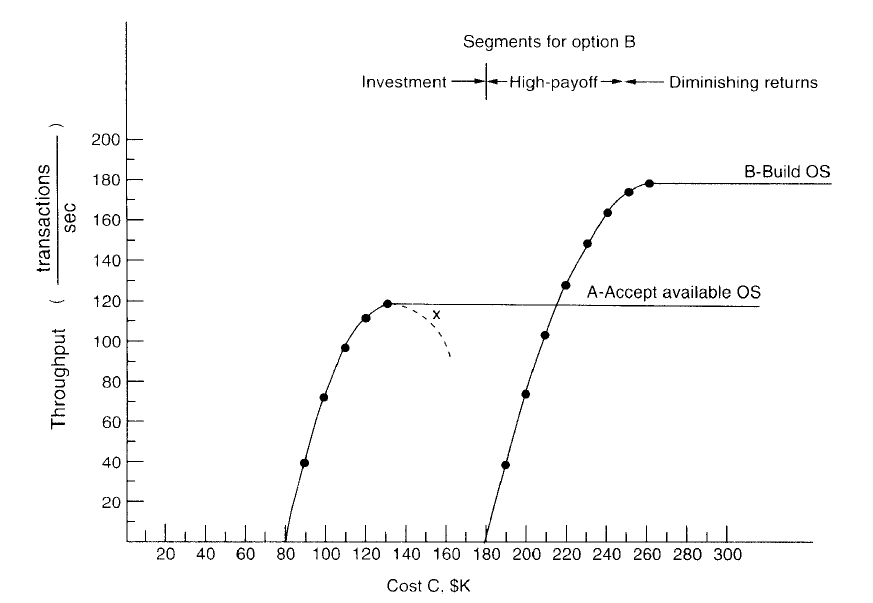 Segments for option B
Investment High-payoff Diminishing returns
200
180
160
140
120
100
80
60
40
20
Throughput ( transactions / sec )
B-Build OS
A-Accept available OS
x
20 40 60 80 100 120 140 160 180 200 220 240 260 280 300
Cost C, $K